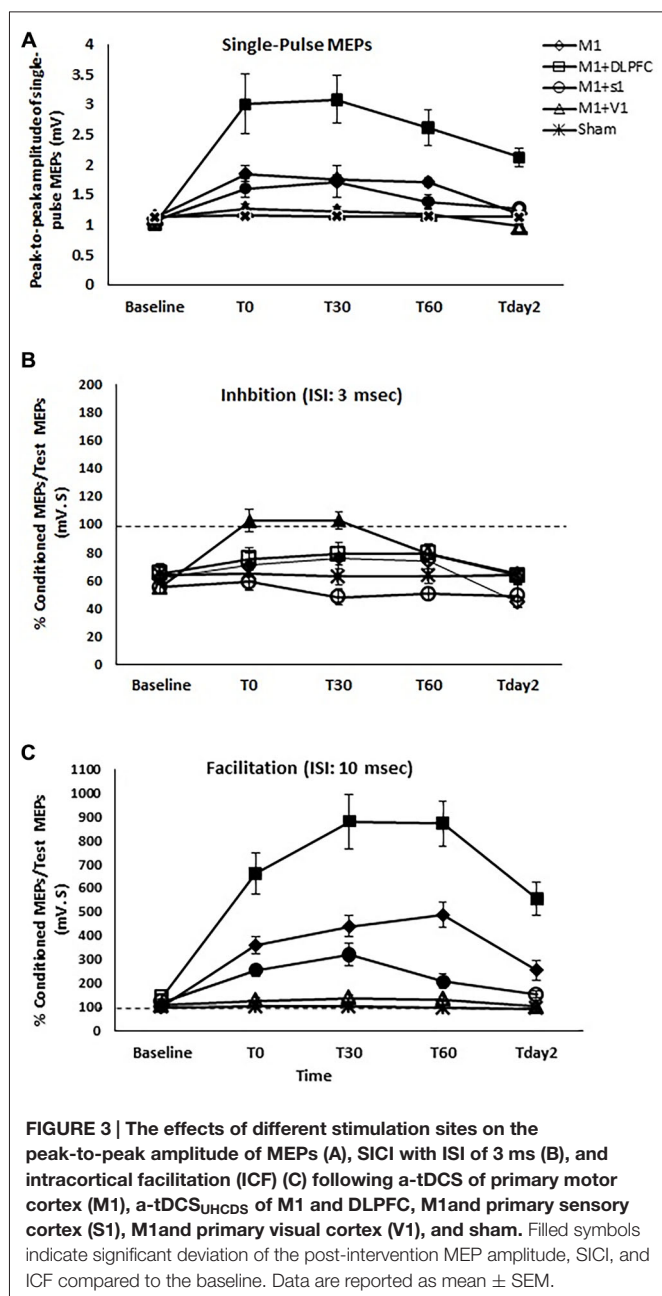 A
Single-Pulse MEPs
M1
M1+DLPFC
M1+s1
M1+V1
Sham
Peak-to-peak amplitude of single-
pulse MEPs (mV)
4
3.5
3
2.5
2
1.5
1
0.5
0
Baseline T0 T30 T60 Tday2
B
Inhbition (ISI: 3 msec)
% Conditioned MEPs/Test MEPs
(mV. S)
200
180
160
140
120
100
80
60
40
20
0
Baseline T0 T30 T60 Tday2
C
Facilitation (ISI: 10 msec)
% Conditioned MEPs/Test MEPs
(mV. S)
1100
1000
900
800
700
600
500
400
300
200
100
0
Baseline T0 T30 T60 Tday2
Time
FIGURE 3 | The effects of different stimulation sites on the
peak-to-peak amplitude of MEPs (A), SICI with ISI of 3 ms (B), and
intracortical facilitation (ICF) (C) following a-tDCS of primary motor
cortex (M1), a-tDCSUHCDS of M1 and DLPFC, M1and primary sensory
cortex (S1), M1and primary visual cortex (V1), and sham. Filled symbols
indicate significant deviation of the post-intervention MEP amplitude, SICI, and
ICF compared to the baseline. Data are reported as mean ± SEM.